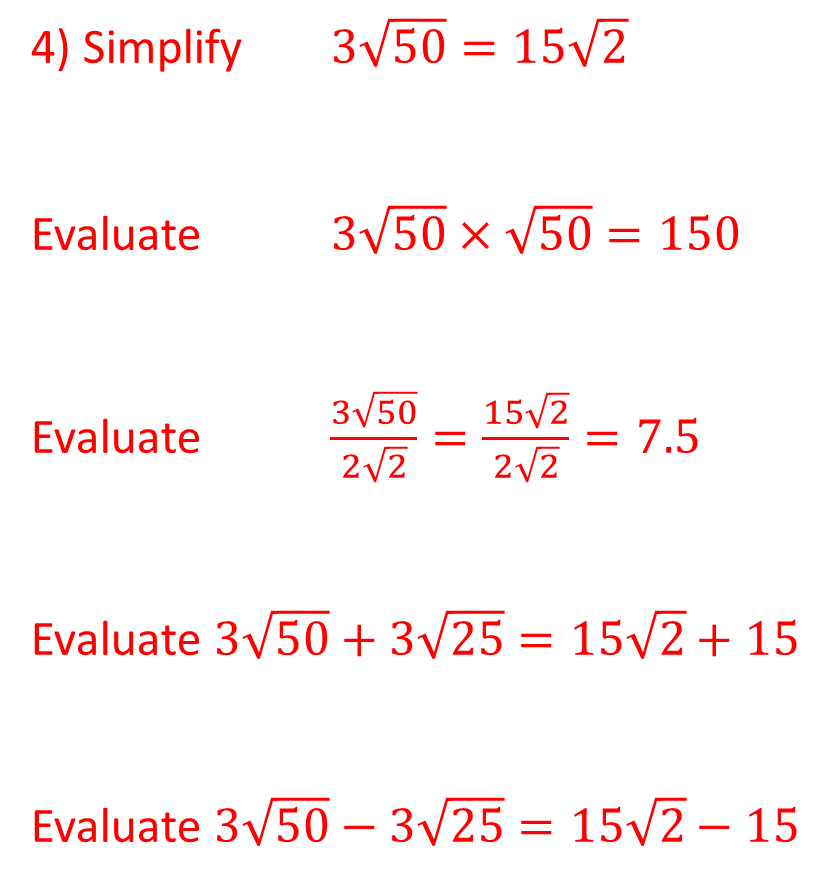 4) Simplify 3√50 = 15√2
Evaluate 3√50 × √50 = 150
Evaluate 3√50/2√2 = 15√2/2√2 = 7.5
Evaluate 3√50 + 3√25 = 15√2 + 15
Evaluate 3√50 − 3√25 = 15√2 − 15